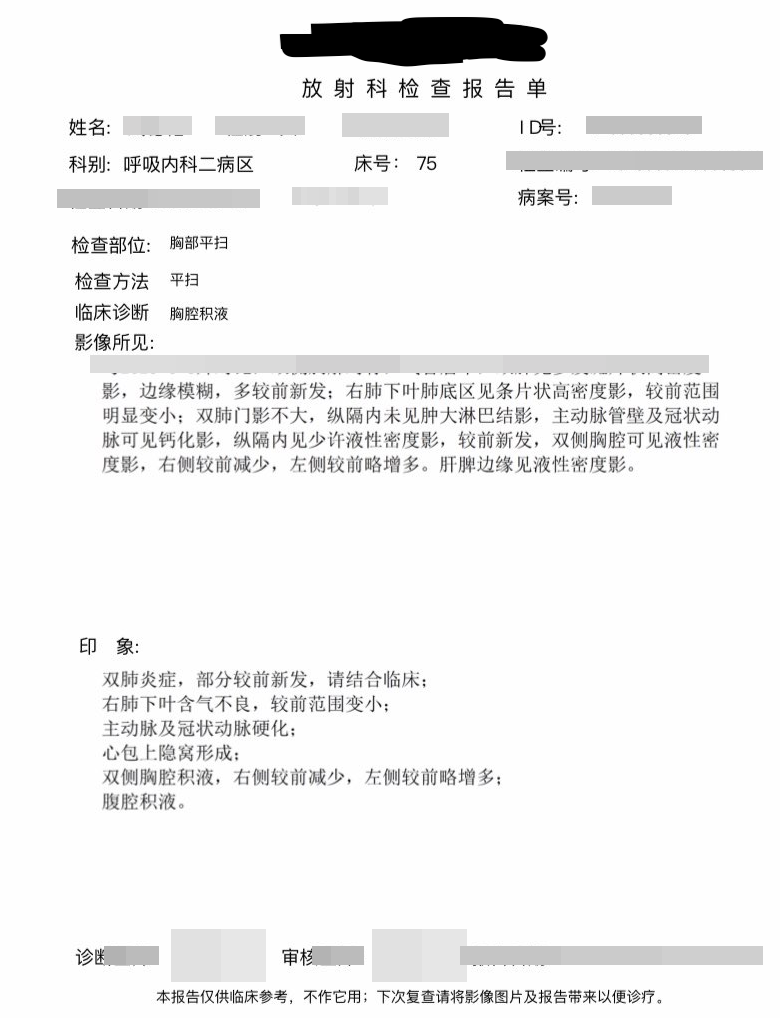 放射科检查报告单
姓名:
ID号:
科别: 呼吸内科二病区 床号: 75
病案号:
检查部位: 胸部平扫
检查方法 平扫
临床诊断 胸腔积液
影像所见:
影，边缘模糊，多较前新发；右肺下叶肺底区见条片状高密度影，较前范围
明显变小；双肺门影不大，纵隔内未见肿大淋巴结影，主动脉管壁及冠状动
脉可见钙化影，纵隔内见少许液性密度影，较前新发，双侧胸腔可见液性密
度影，右侧较前减少，左侧较前略增多。肝脾边缘见液性密度影。
印 象:
双肺炎症，部分较前新发，请结合临床；
右肺下叶含气不良，较前范围变小；
主动脉及冠状动脉硬化；
心包上隐窝形成；
双侧胸腔积液，右侧较前减少，左侧较前略增多；
腹腔积液。
诊断 审核
本报告仅供临床参考，不作它用；下次复查请将影像图片及报告带来以便诊疗。